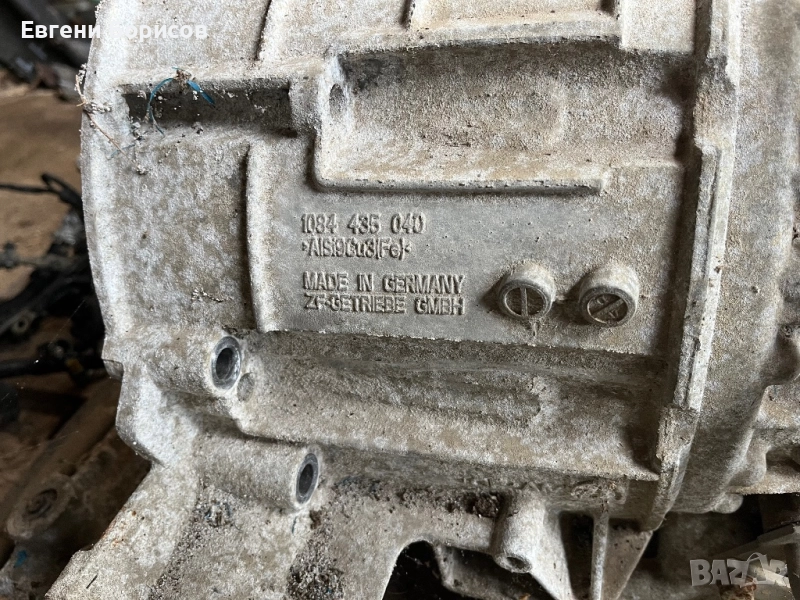 Евгени Борисов
1084 435 040
>AlSi9Cu3(Fe)<
MADE IN GERMANY
ZF-GETRIEBE GMBH
BAZAR